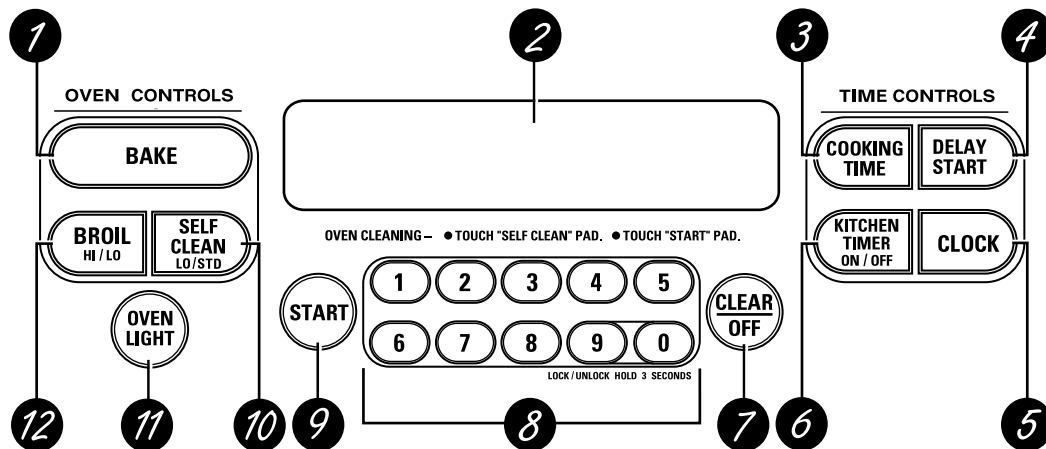 1 2 3 4
OVEN CONTROLS
TIME CONTROLS
BAKE
COOKING TIME
DELAY START
BROIL HI / LO
SELF CLEAN LO/STD
KITCHEN TIMER ON / OFF
CLOCK
OVEN CLEANING – ● TOUCH "SELF CLEAN" PAD. ● TOUCH "START" PAD.
OVEN LIGHT
START
1 2 3 4 5
6 7 8 9 0
LOCK/UNLOCK HOLD 3 SECONDS
CLEAR
OFF
12 11 10 9 8 7 6 5